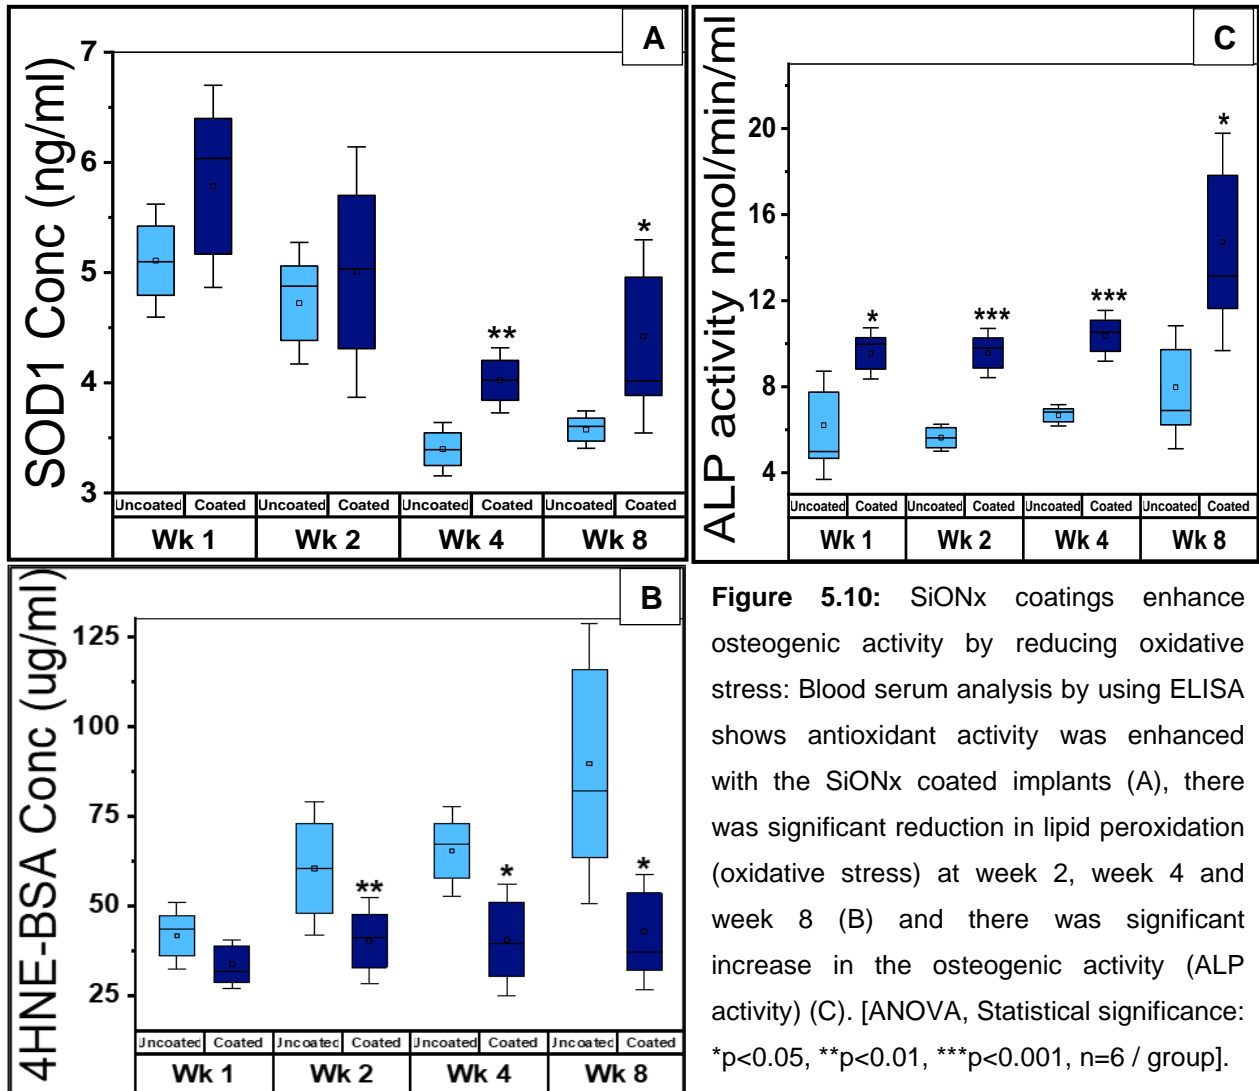 A
SOD1 Conc (ng/ml)
7
6
5
4
3
*
**
Uncoated Coated Uncoated Coated Uncoated Coated Uncoated Coated
Wk 1 Wk 2 Wk 4 Wk 8
C
ALP activity nmol/min/ml
20
16
12
8
4
*
*** ***
*
Uncoated Coated Uncoated Coated Uncoated Coated Uncoated Coated
Wk 1 Wk 2 Wk 4 Wk 8
B
4HNE-BSA Conc (ug/ml)
125
100
75
50
25
** * *
Uncoated Coated Uncoated Coated Uncoated Coated Uncoated Coated
Wk 1 Wk 2 Wk 4 Wk 8
Figure 5.10: SiONx coatings enhance
osteogenic activity by reducing oxidative
stress: Blood serum analysis by using ELISA
shows antioxidant activity was enhanced
with the SiONx coated implants (A), there
was significant reduction in lipid peroxidation
(oxidative stress) at week 2, week 4 and
week 8 (B) and there was significant
increase in the osteogenic activity (ALP
activity) (C). [ANOVA, Statistical significance:
*p<0.05, **p<0.01, ***p<0.001, n=6 / group].